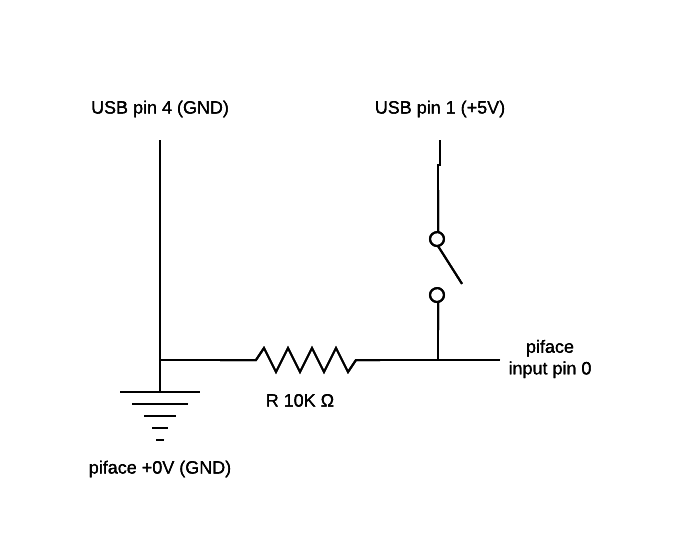 USB pin 4 (GND)
USB pin 1 (+5V)
piface
input pin 0
R 10K Ω
piface +0V (GND)